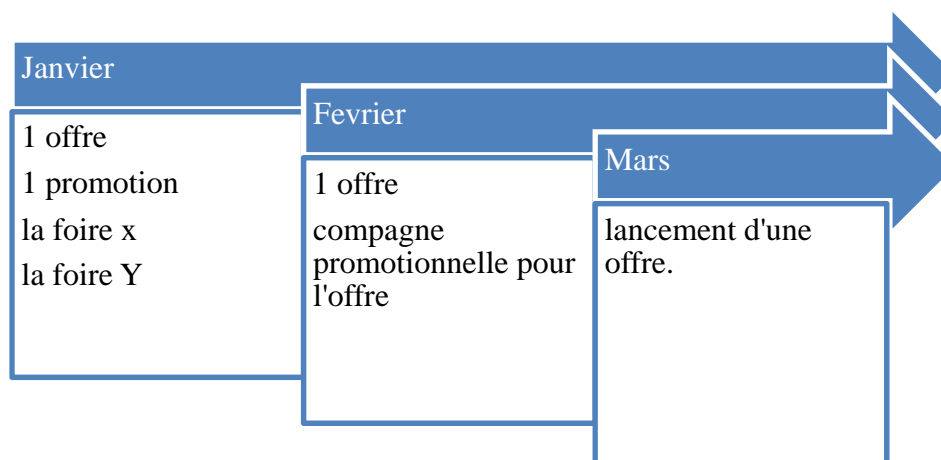 Janvier
1 offre
1 promotion
la foire x
la foire Y
Fevrier
1 offre
compagne
promotionnelle pour
l'offre
Mars
lancement d'une
offre.